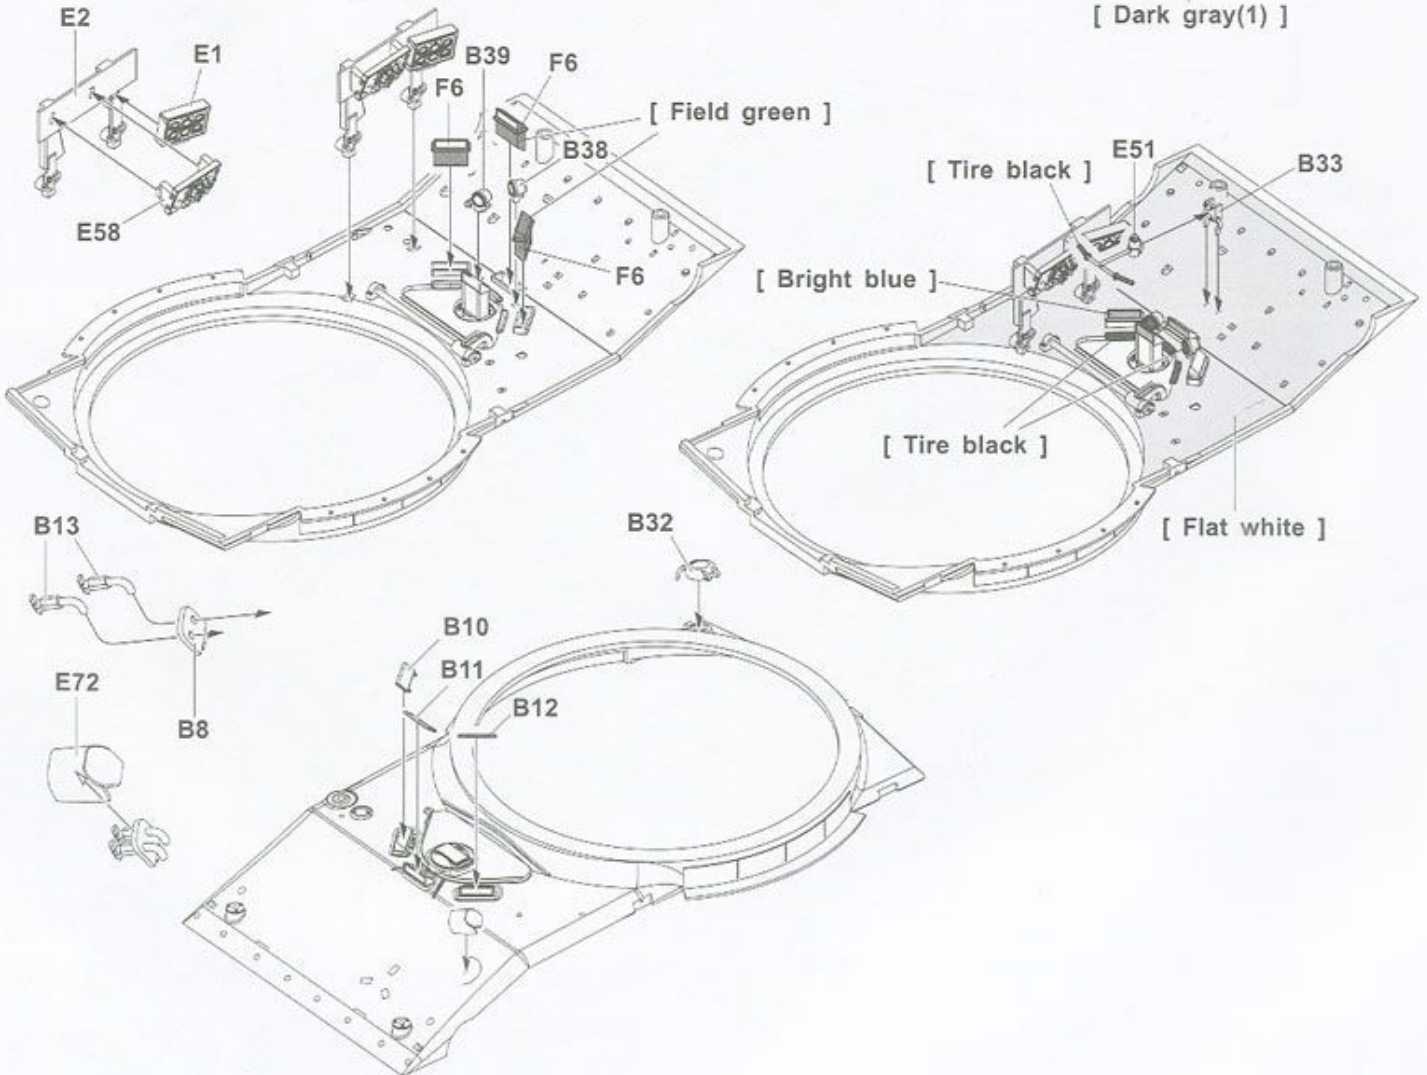 [ Dark gray(1) ]
E2
E1
E58
F6
B39
F6
[ Field green ]
B38
F6
[ Tire black ]
E51
B33
[ Bright blue ]
[ Tire black ]
[ Flat white ]
B13
B8
E72
B32
B10
B11
B12